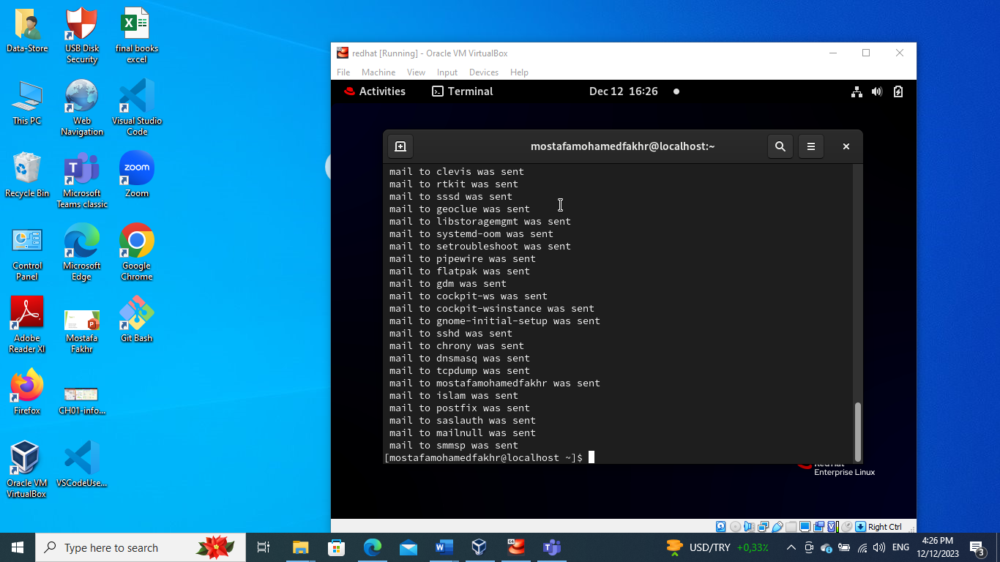 Data-Store
USB Disk
Security
final books
excel
This PC
Web
Navigation
Visual Studio
Code
Recycle Bin
Microsoft
Teams classic
zoom
Zoom
Control
Panel
Microsoft
Edge
Google
Chrome
Adobe
Reader XI
Mostafa
Fakhr
Git Bash
Firefox
CH01-info...
Oracle VM
VirtualBox
VSCodeUse...
redhat [Running] - Oracle VM VirtualBox
File Machine View Input Devices Help
Activities Terminal Dec 12 16:26
mostafamohamedfakhr@localhost:~
mail to clevis was sent
mail to rtkit was sent
mail to sssd was sent
mail to geoclue was sent
mail to libstoragemgmt was sent
mail to systemd-oom was sent
mail to setroubleshoot was sent
mail to pipewire was sent
mail to flatpak was sent
mail to gdm was sent
mail to cockpit-ws was sent
mail to cockpit-wsinstance was sent
mail to gnome-initial-setup was sent
mail to sshd was sent
mail to chrony was sent
mail to dnsmasq was sent
mail to tcpdump was sent
mail to mostafamohamedfakhr was sent
mail to islam was sent
mail to postfix was sent
mail to saslauth was sent
mail to mailnull was sent
mail to smmsp was sent
[mostafamohamedfakhr@localhost ~]$
Red Hat
Enterprise Linux
Right Ctrl
Type here to search
USD/TRY +0,33%
ENG
4:26 PM
12/12/2023
3